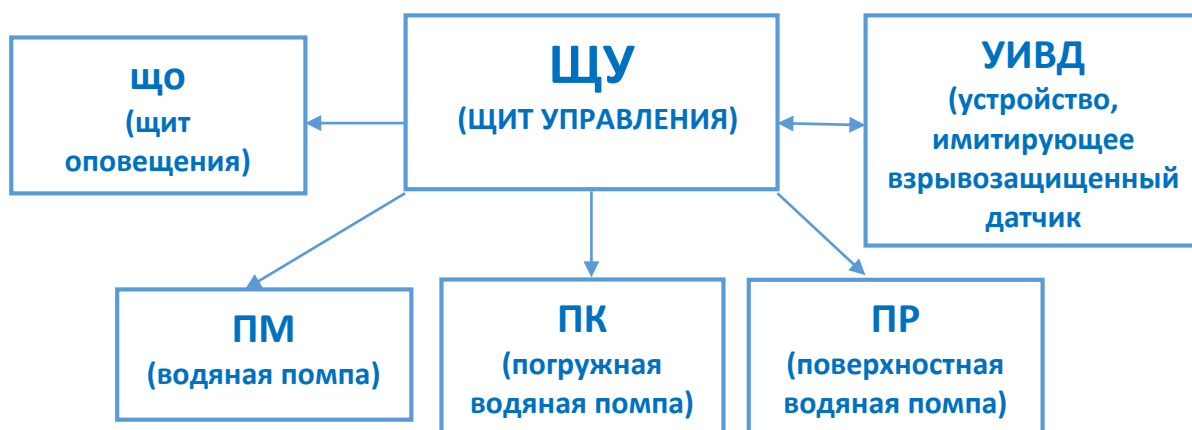 ЩО
(щит
оповещения)
ЩУ
(ЩИТ УПРАВЛЕНИЯ)
УИВД
(устройство,
имитирующее
взрывозащищенный
датчик
ПМ
(водяная помпа)
ПК
(погружная
водяная помпа)
ПР
(поверхностная
водяная помпа)